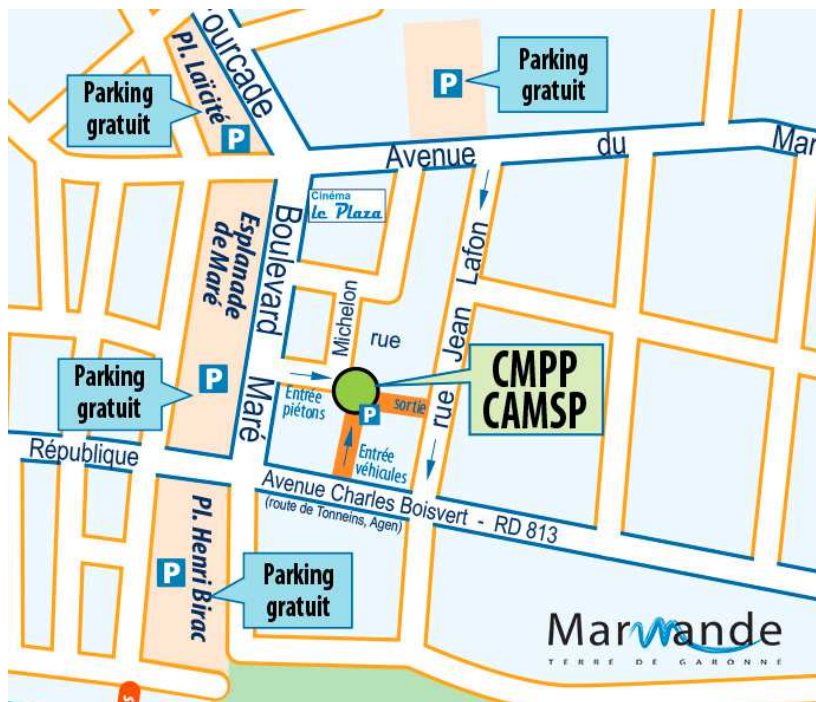 Fourcade
Pl. Laïcité
P
Parking
gratuit
P
Parking
gratuit
Avenue du Mar
Cinéma
le Plaza
Boulevard Maré
Esplanade
de Maré
P
Parking
gratuit
Michelon
rue
rue Jean Lafon
CMPP
CAMSP
Entrée
piétons
P
sortie
Entrée
véhicules
République
Avenue Charles Boisvert - RD 813
(route de Tonneins, Agen)
Pl. Henri Birac
P
Parking
gratuit
Marmande
TERRE DE GARONNE